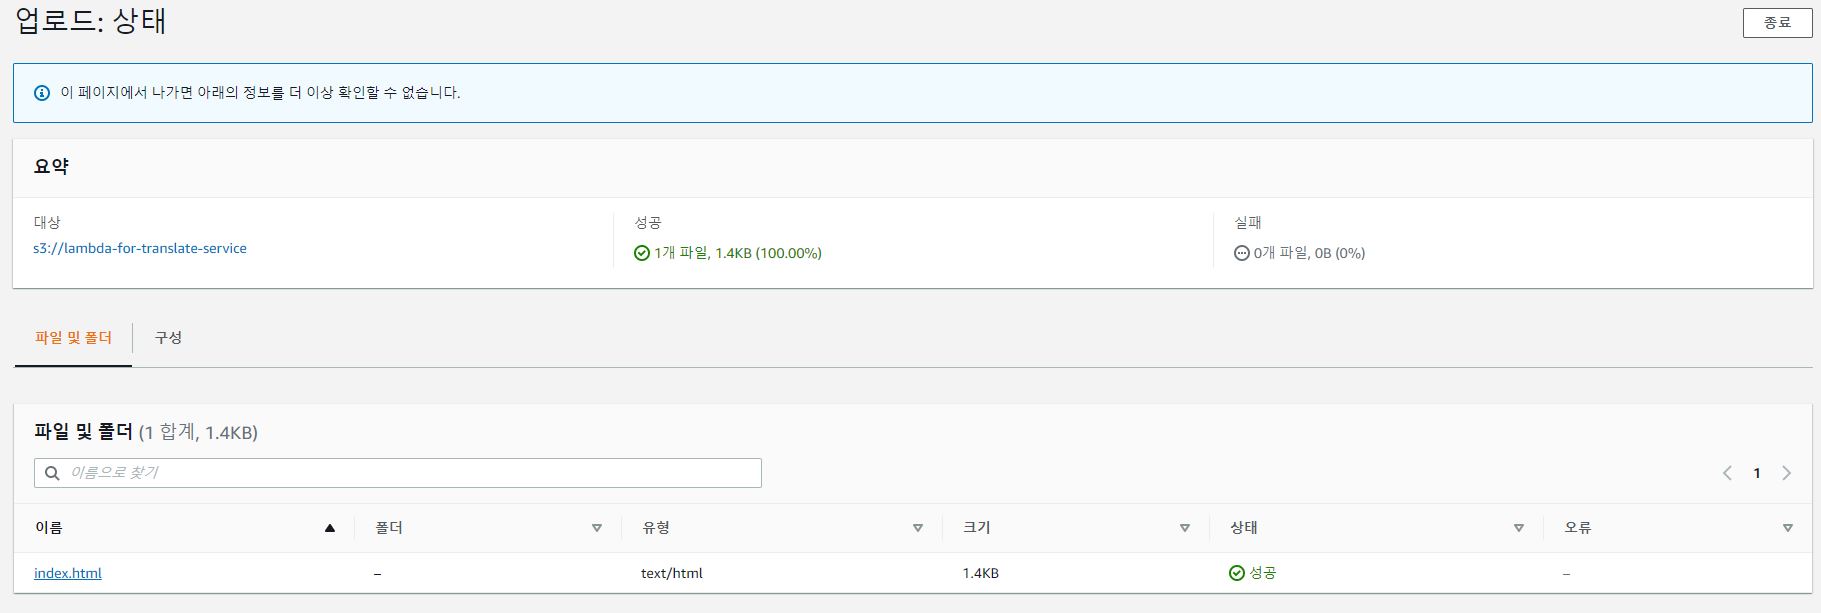 업로드: 상태
종료
이 페이지에서 나가면 아래의 정보를 더 이상 확인할 수 없습니다.
요약
대상
s3://lambda-for-translate-service
성공
1개 파일, 1.4KB (100.00%)
실패
0개 파일, 0B (0%)
파일 및 폴더
구성
파일 및 폴더 (1 합계, 1.4KB)
이름으로 찾기
1
이름 폴더 유형 크기 상태 오류
index.html – text/html 1.4KB 성공 –